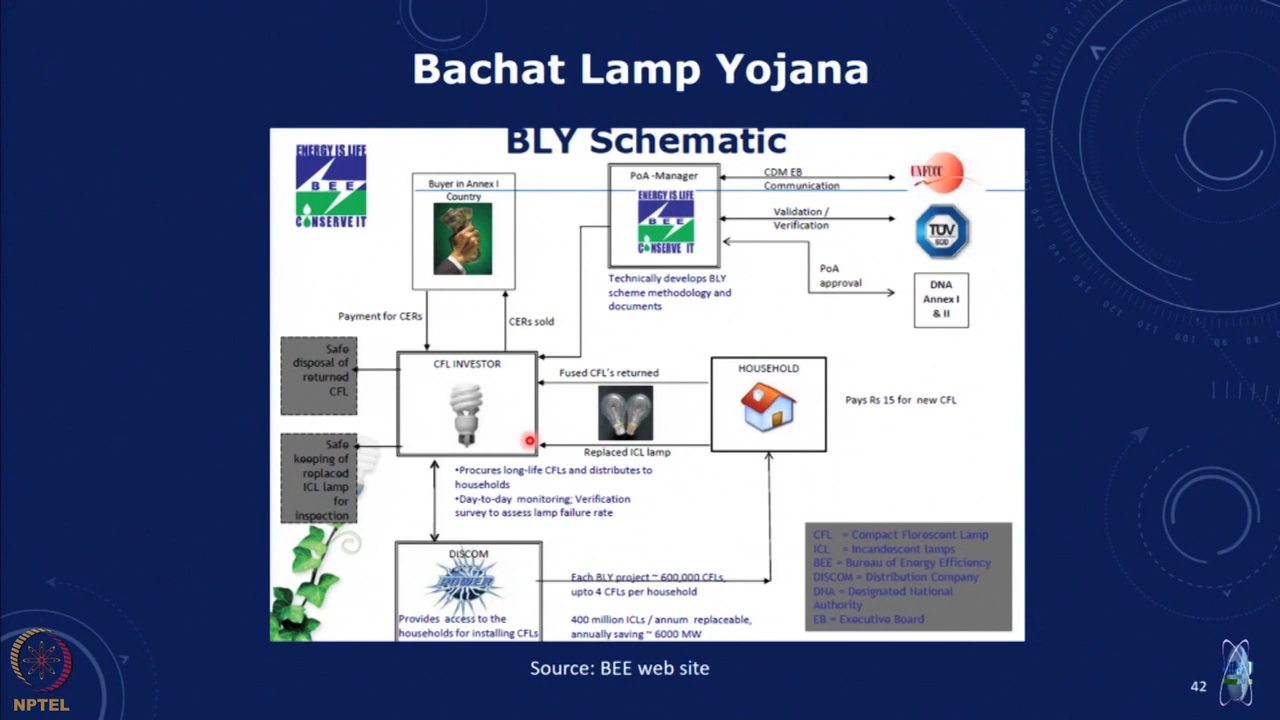 Bachat Lamp Yojana
BLY Schematic
ENERGY IS LIFE
BEE
CONSERVE IT
Buyer in Annex I
Country
PoA -Manager
ENERGY IS LIFE
BEE
CONSERVE IT
CDM EB
Communication
UNFCCC
Validation /
Verification
TÜV
SÜD
PoA
approval
DNA
Annex I
& II
Technically develops BLY
scheme methodology and
documents
Payment for CERs
CERs sold
Safe
disposal of
returned
CFL
CFL INVESTOR
Fused CFL's returned
HOUSEHOLD
Pays Rs 15 for new CFL
Replaced ICL lamp
Safe
keeping of
replaced
ICL lamp
for
inspection
•Procures long-life CFLs and distributes to
households
•Day-to-day monitoring; Verification
survey to assess lamp failure rate
DISCOM
POWER
Provides access to the
households for installing CFLs
Each BLY project ~ 600,000 CFLs,
upto 4 CFLs per household
400 million ICLs / annum replaceable,
annually saving ~ 6000 MW
CFL = Compact Florescent Lamp
ICL = Incandescent lamps
BEE = Bureau of Energy Efficiency
DISCOM = Distribution Company
DNA = Designated National
Authority
EB = Executive Board
Source: BEE web site
NPTEL
42